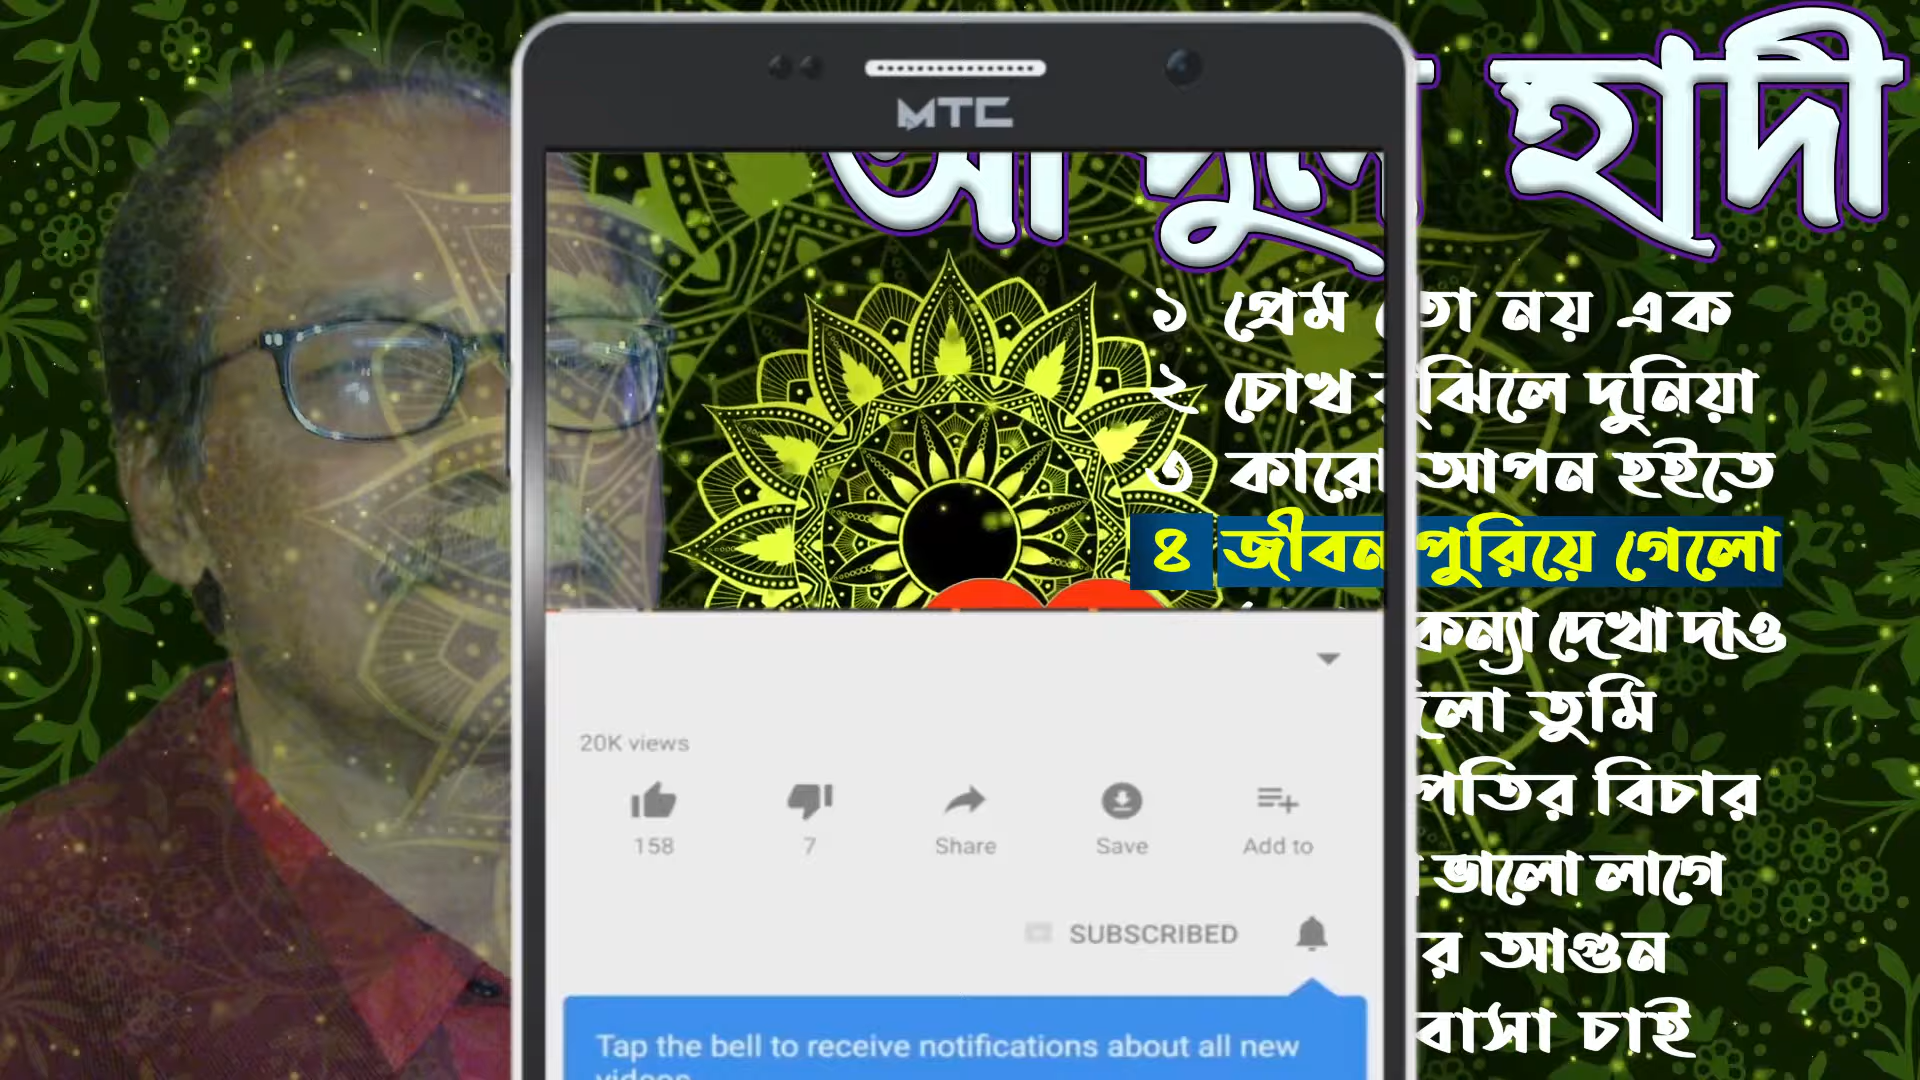 MTC
হাদী
১ প্রেম তো নয় এক
২ চোখ বুঝিলে দুনিয়া
৩ কারো আপন হইতে
৪ জীবন পুরিয়ে গেলো
কন্যা দেখা দাও
তুমি
বিচার
ভালো লাগে
র আগুন
বাসা চাই
20K views
158
7
Share
Save
Add to
SUBSCRIBED
Tap the bell to receive notifications about all new
videos